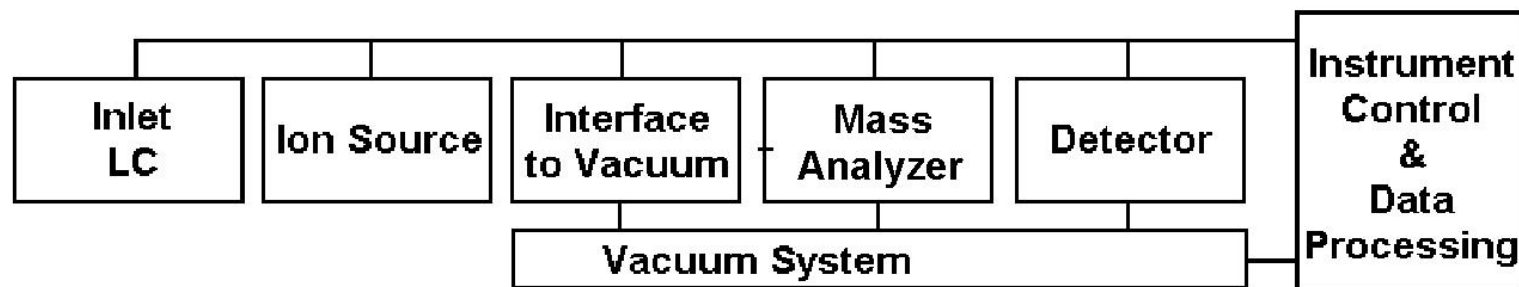 Inlet
LC
Ion Source
Interface
to Vacuum
Mass
Analyzer
Detector
Instrument
Control
&
Data
Processing
Vacuum System